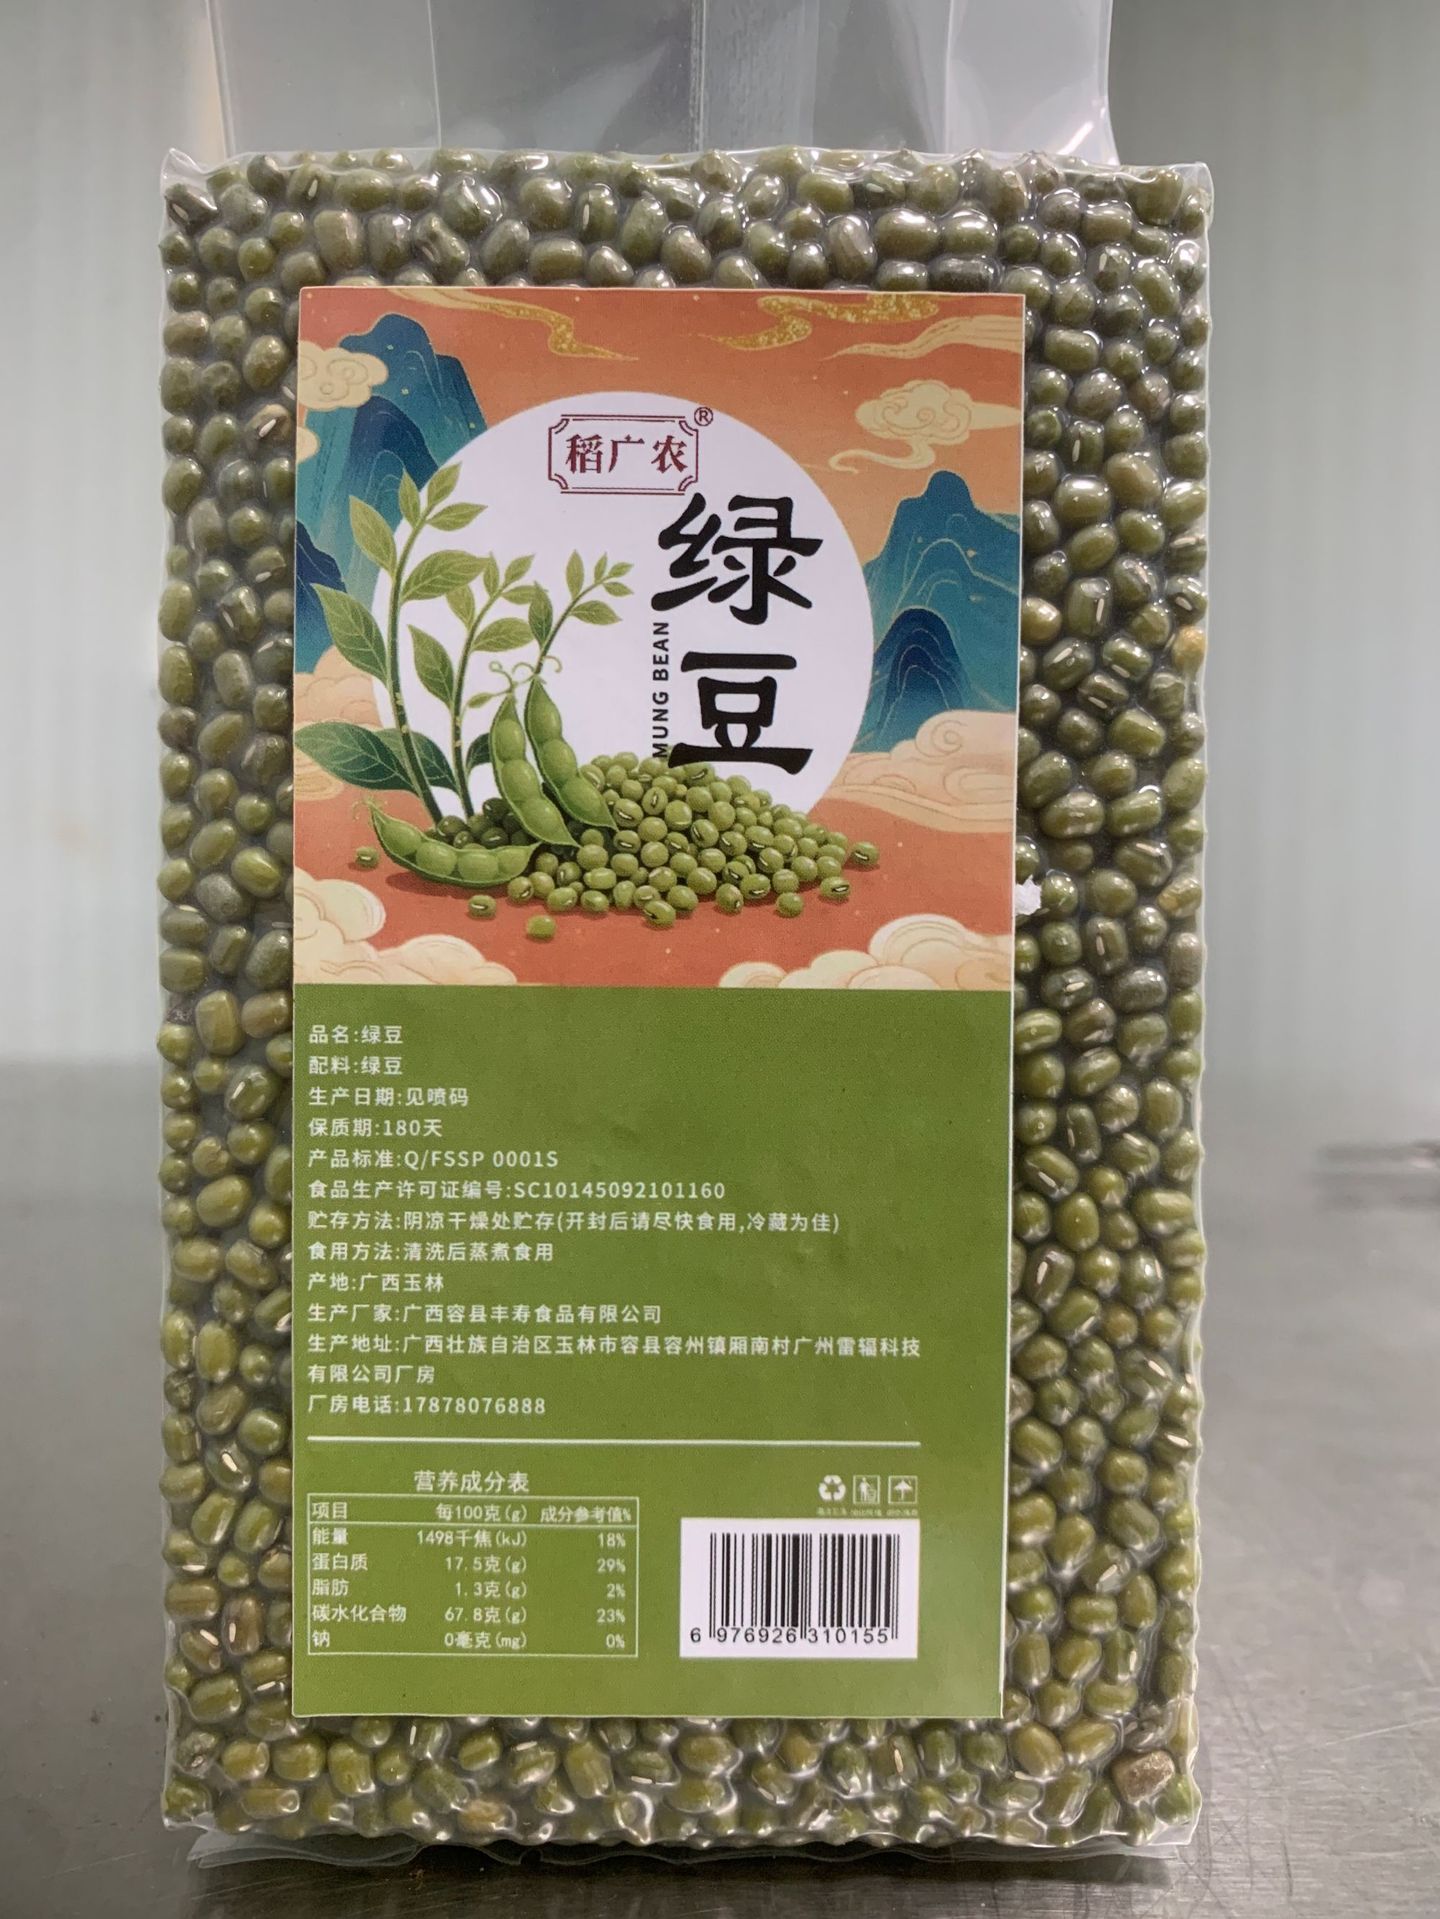 稻广农®
绿豆
MUNG BEAN
品名:绿豆
配料:绿豆
生产日期:见喷码
保质期:180天
产品标准:Q/FSSP 0001S
食品生产许可证编号:SC10145092101160
贮存方法:阴凉干燥处贮存(开封后请尽快食用,冷藏为佳)
食用方法:清洗后蒸煮食用
产地:广西玉林
生产厂家:广西容县丰寿食品有限公司
生产地址:广西壮族自治区玉林市容县容州镇厢南村广州雷辐科技
有限公司厂房
厂房电话:17878076888
营养成分表
项目 每100克(g) 成分参考值%
能量 1498千焦(kJ) 18%
蛋白质 17.5克(g) 29%
脂肪 1.3克(g) 2%
碳水化合物 67.8克(g) 23%
钠 0毫克(mg) 0%
6 976926 310155